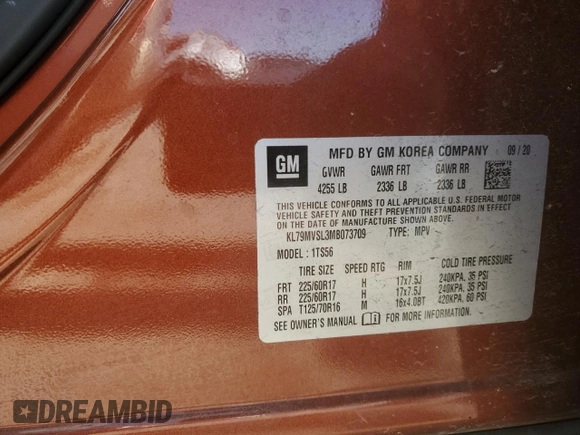 GM MFD BY GM KOREA COMPANY 09/20
GVWR GAWR FRT GAWR RR
4255 LB 2336 LB 2336 LB
THIS VEHICLE CONFORMS TO ALL APPLICABLE U.S. FEDERAL MOTOR
VEHICLE SAFETY AND THEFT PREVENTION STANDARDS IN EFFECT ON
THE DATE OF MANUFACTURE SHOWN ABOVE.
KL79MVSL3MB073709 TYPE: MPV
MODEL: 1TS56
TIRE SIZE SPEED RTG RIM COLD TIRE PRESSURE
FRT 225/60R17 H 17x7.5J 240KPA, 35 PSI
RR 225/60R17 H 17x7.5J 240KPA, 35 PSI
SPA T125/70R16 M 16x4.0BT 420KPA, 60 PSI
SEE OWNER'S MANUAL FOR MORE INFORMATION.
DREAMBID